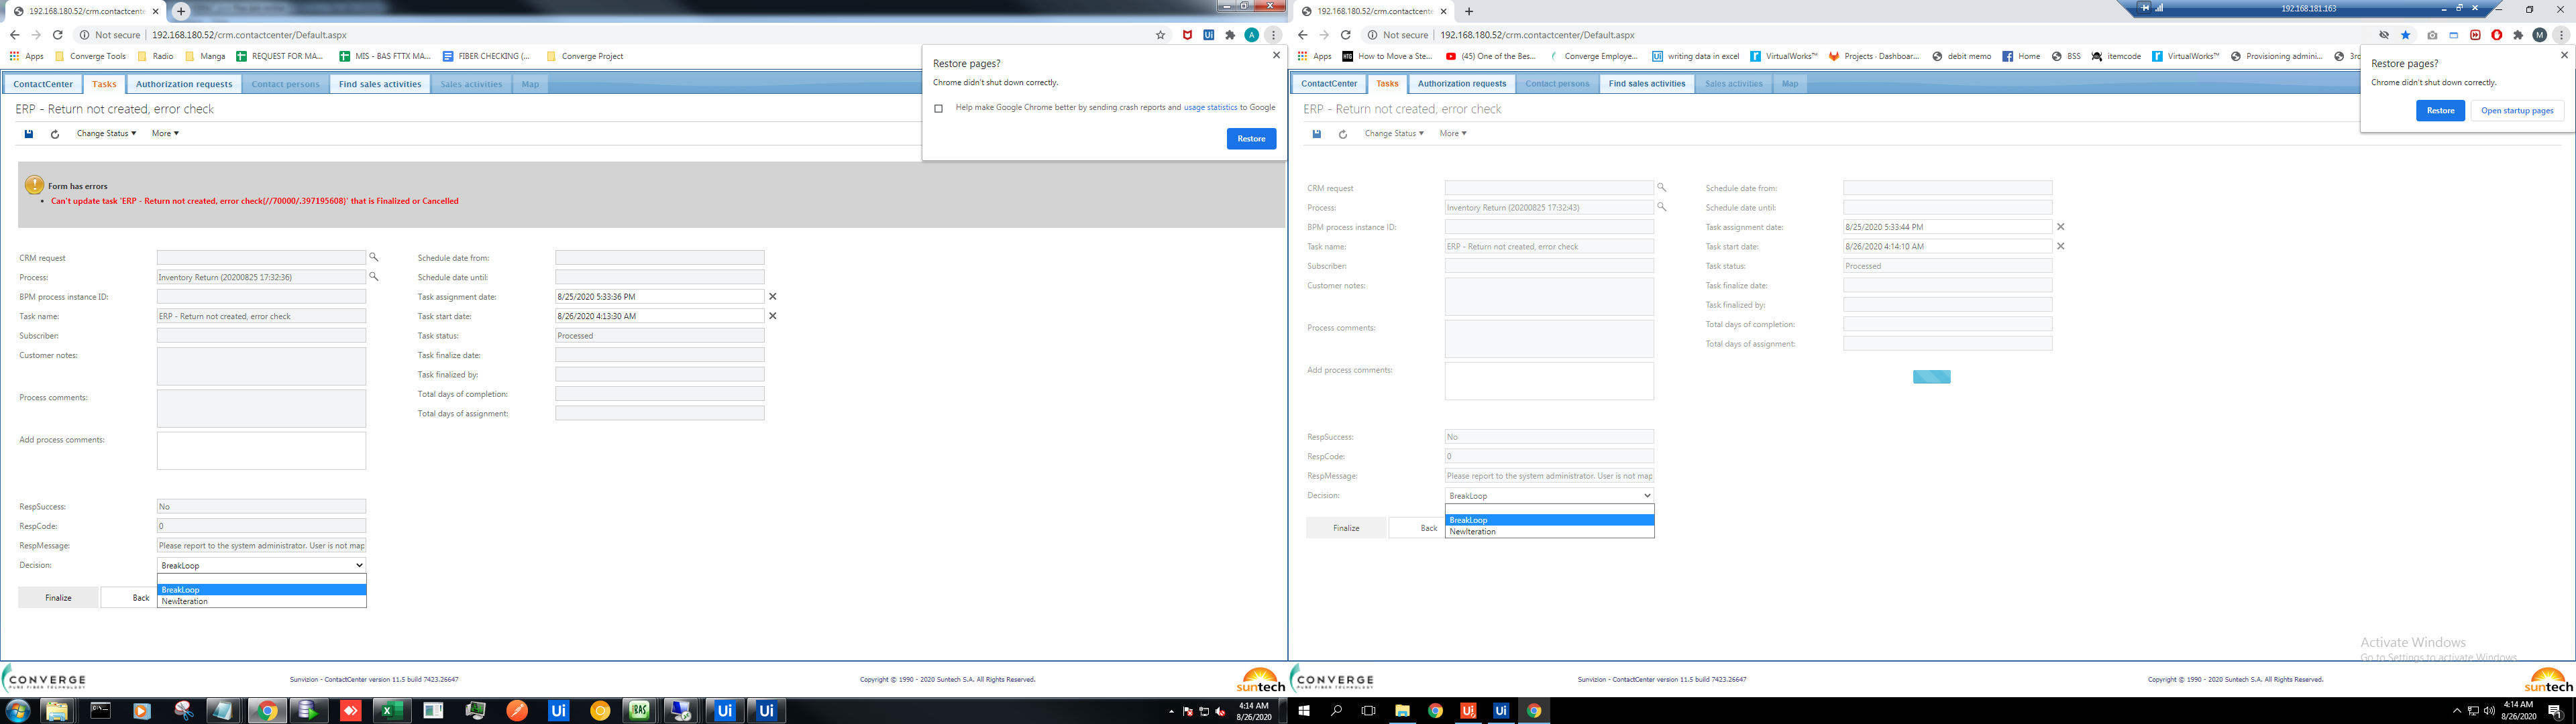 192.168.180.52/crm.contactcenter
Not secure | 192.168.180.52/crm.contactcenter/Default.aspx
Apps Converge Tools Radio Manga REQUEST FOR MA... MIS - BAS FTTX MA... FIBER CHECKING (... Converge Project
Restore pages?
Chrome didn't shut down correctly.
Help make Google Chrome better by sending crash reports and usage statistics to Google
Restore
ContactCenter Tasks Authorization requests Contact persons Find sales activities Sales activities Map
ERP - Return not created, error check
Change Status More
Form has errors
Can't update task 'ERP - Return not created, error check(//70000/.397195608)' that is Finalized or Cancelled
CRM request
Process: Inventory Return (20200825 17:32:36)
BPM process instance ID:
Task name: ERP - Return not created, error check
Subscriber:
Customer notes:
Process comments:
Add process comments:
Schedule date from:
Schedule date until:
Task assignment date: 8/25/2020 5:33:36 PM
Task start date: 8/26/2020 4:13:30 AM
Task status: Processed
Task finalize date:
Task finalized by:
Total days of completion:
Total days of assignment:
RespSuccess: No
RespCode: 0
RespMessage: Please report to the system administrator. User is not map
Decision: BreakLoop
BreakLoop
NewIteration
Finalize Back
CONVERGE
PURE FIBER TECHNOLOGY
Sunvizion - ContactCenter version 11.5 build 7423.26647
Copyright © 1990 - 2020 Suntech S.A. All Rights Reserved.
suntech
4:14 AM
8/26/2020
192.168.180.52/crm.contactcenter
192.168.181.163
Not secure | 192.168.180.52/crm.contactcenter/Default.aspx
Apps How to Move a Ste... (45) One of the Bes... Converge Employe... writing data in excel VirtualWorks™ Projects - Dashboar... debit memo Home BSS itemcode VirtualWorks™ Provisioning admini... 3rd
Restore pages?
Chrome didn't shut down correctly.
Restore Open startup pages
ContactCenter Tasks Authorization requests Contact persons Find sales activities Sales activities Map
ERP - Return not created, error check
Change Status More
CRM request
Process: Inventory Return (20200825 17:32:43)
BPM process instance ID:
Task name: ERP - Return not created, error check
Subscriber:
Customer notes:
Process comments:
Add process comments:
Schedule date from:
Schedule date until:
Task assignment date: 8/25/2020 5:33:44 PM
Task start date: 8/26/2020 4:14:10 AM
Task status: Processed
Task finalize date:
Task finalized by:
Total days of completion:
Total days of assignment:
RespSuccess: No
RespCode: 0
RespMessage: Please report to the system administrator. User is not map
Decision: BreakLoop
BreakLoop
NewIteration
Finalize Back
Activate Windows
Go to Settings to activate Windows.
CONVERGE
PURE FIBER TECHNOLOGY
Sunvizion - ContactCenter version 11.5 build 7423.26647
Copyright © 1990 - 2020 Suntech S.A. All Rights Reserved.
suntech
4:14 AM
8/26/2020